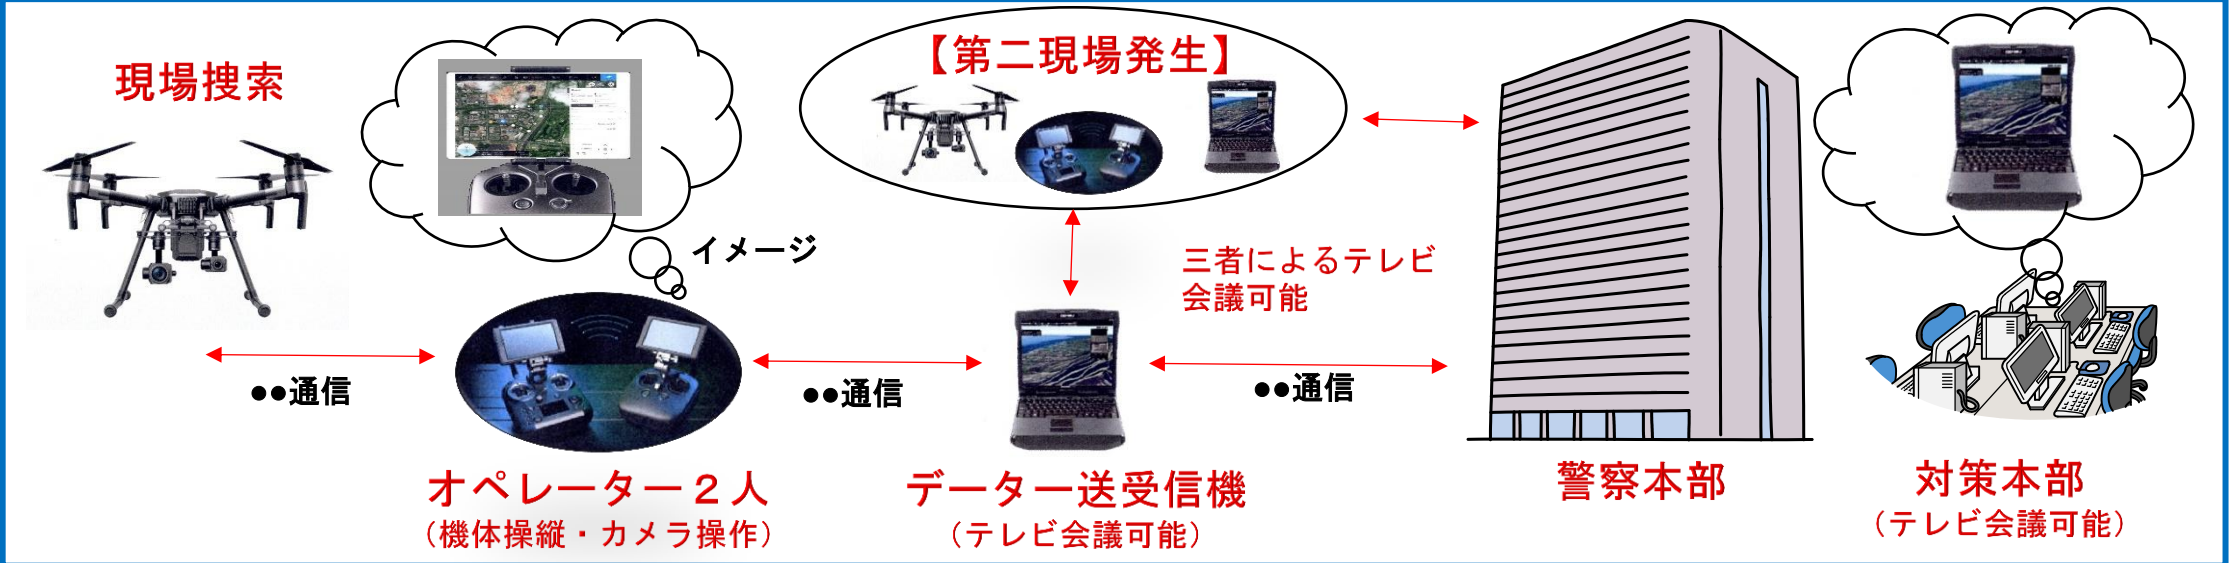 現場捜索
【第二現場発生】
イメージ
三者によるテレビ
会議可能
●●通信
●●通信
●●通信
オペレーター2人
（機体操縦・カメラ操作）
データー送受信機
（テレビ会議可能）
警察本部
対策本部
（テレビ会議可能）